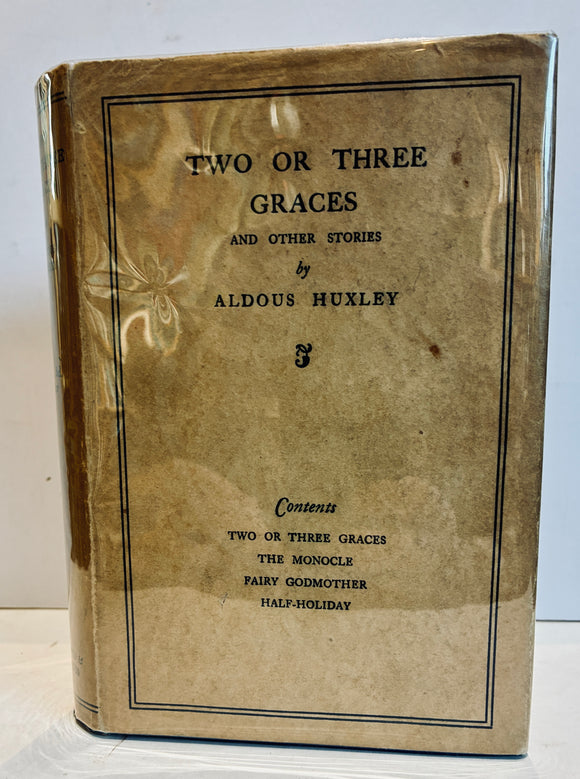 TWO OR THREE
GRACES
AND OTHER STORIES
by
ALDOUS HUXLEY
Contents
TWO OR THREE GRACES
THE MONOCLE
FAIRY GODMOTHER
HALF-HOLIDAY